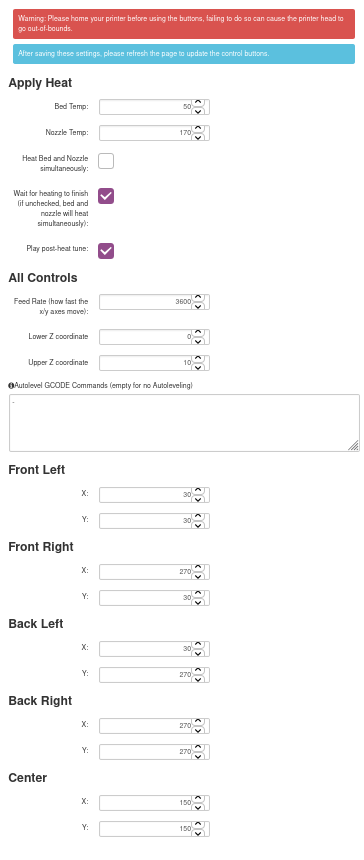 Warning: Please home your printer before using the buttons, failing to do so can cause the printer head to
go out-of-bounds.
After saving these settings, please refresh the page to update the control buttons.
Apply Heat
Bed Temp: 50
Nozzle Temp: 170
Heat Bed and Nozzle
simultaneously:
Wait for heating to finish
(if unchecked, bed and
nozzle will heat
simultaneously):
Play post-heat tune:
All Controls
Feed Rate (how fast the 3600
x/y axes move):
Lower Z coordinate 0
Upper Z coordinate 10
Autolevel GCODE Commands (empty for no Autoleveling)
-
Front Left
X: 30
Y: 30
Front Right
X: 270
Y: 30
Back Left
X: 30
Y: 270
Back Right
X: 270
Y: 270
Center
X: 150
Y: 150